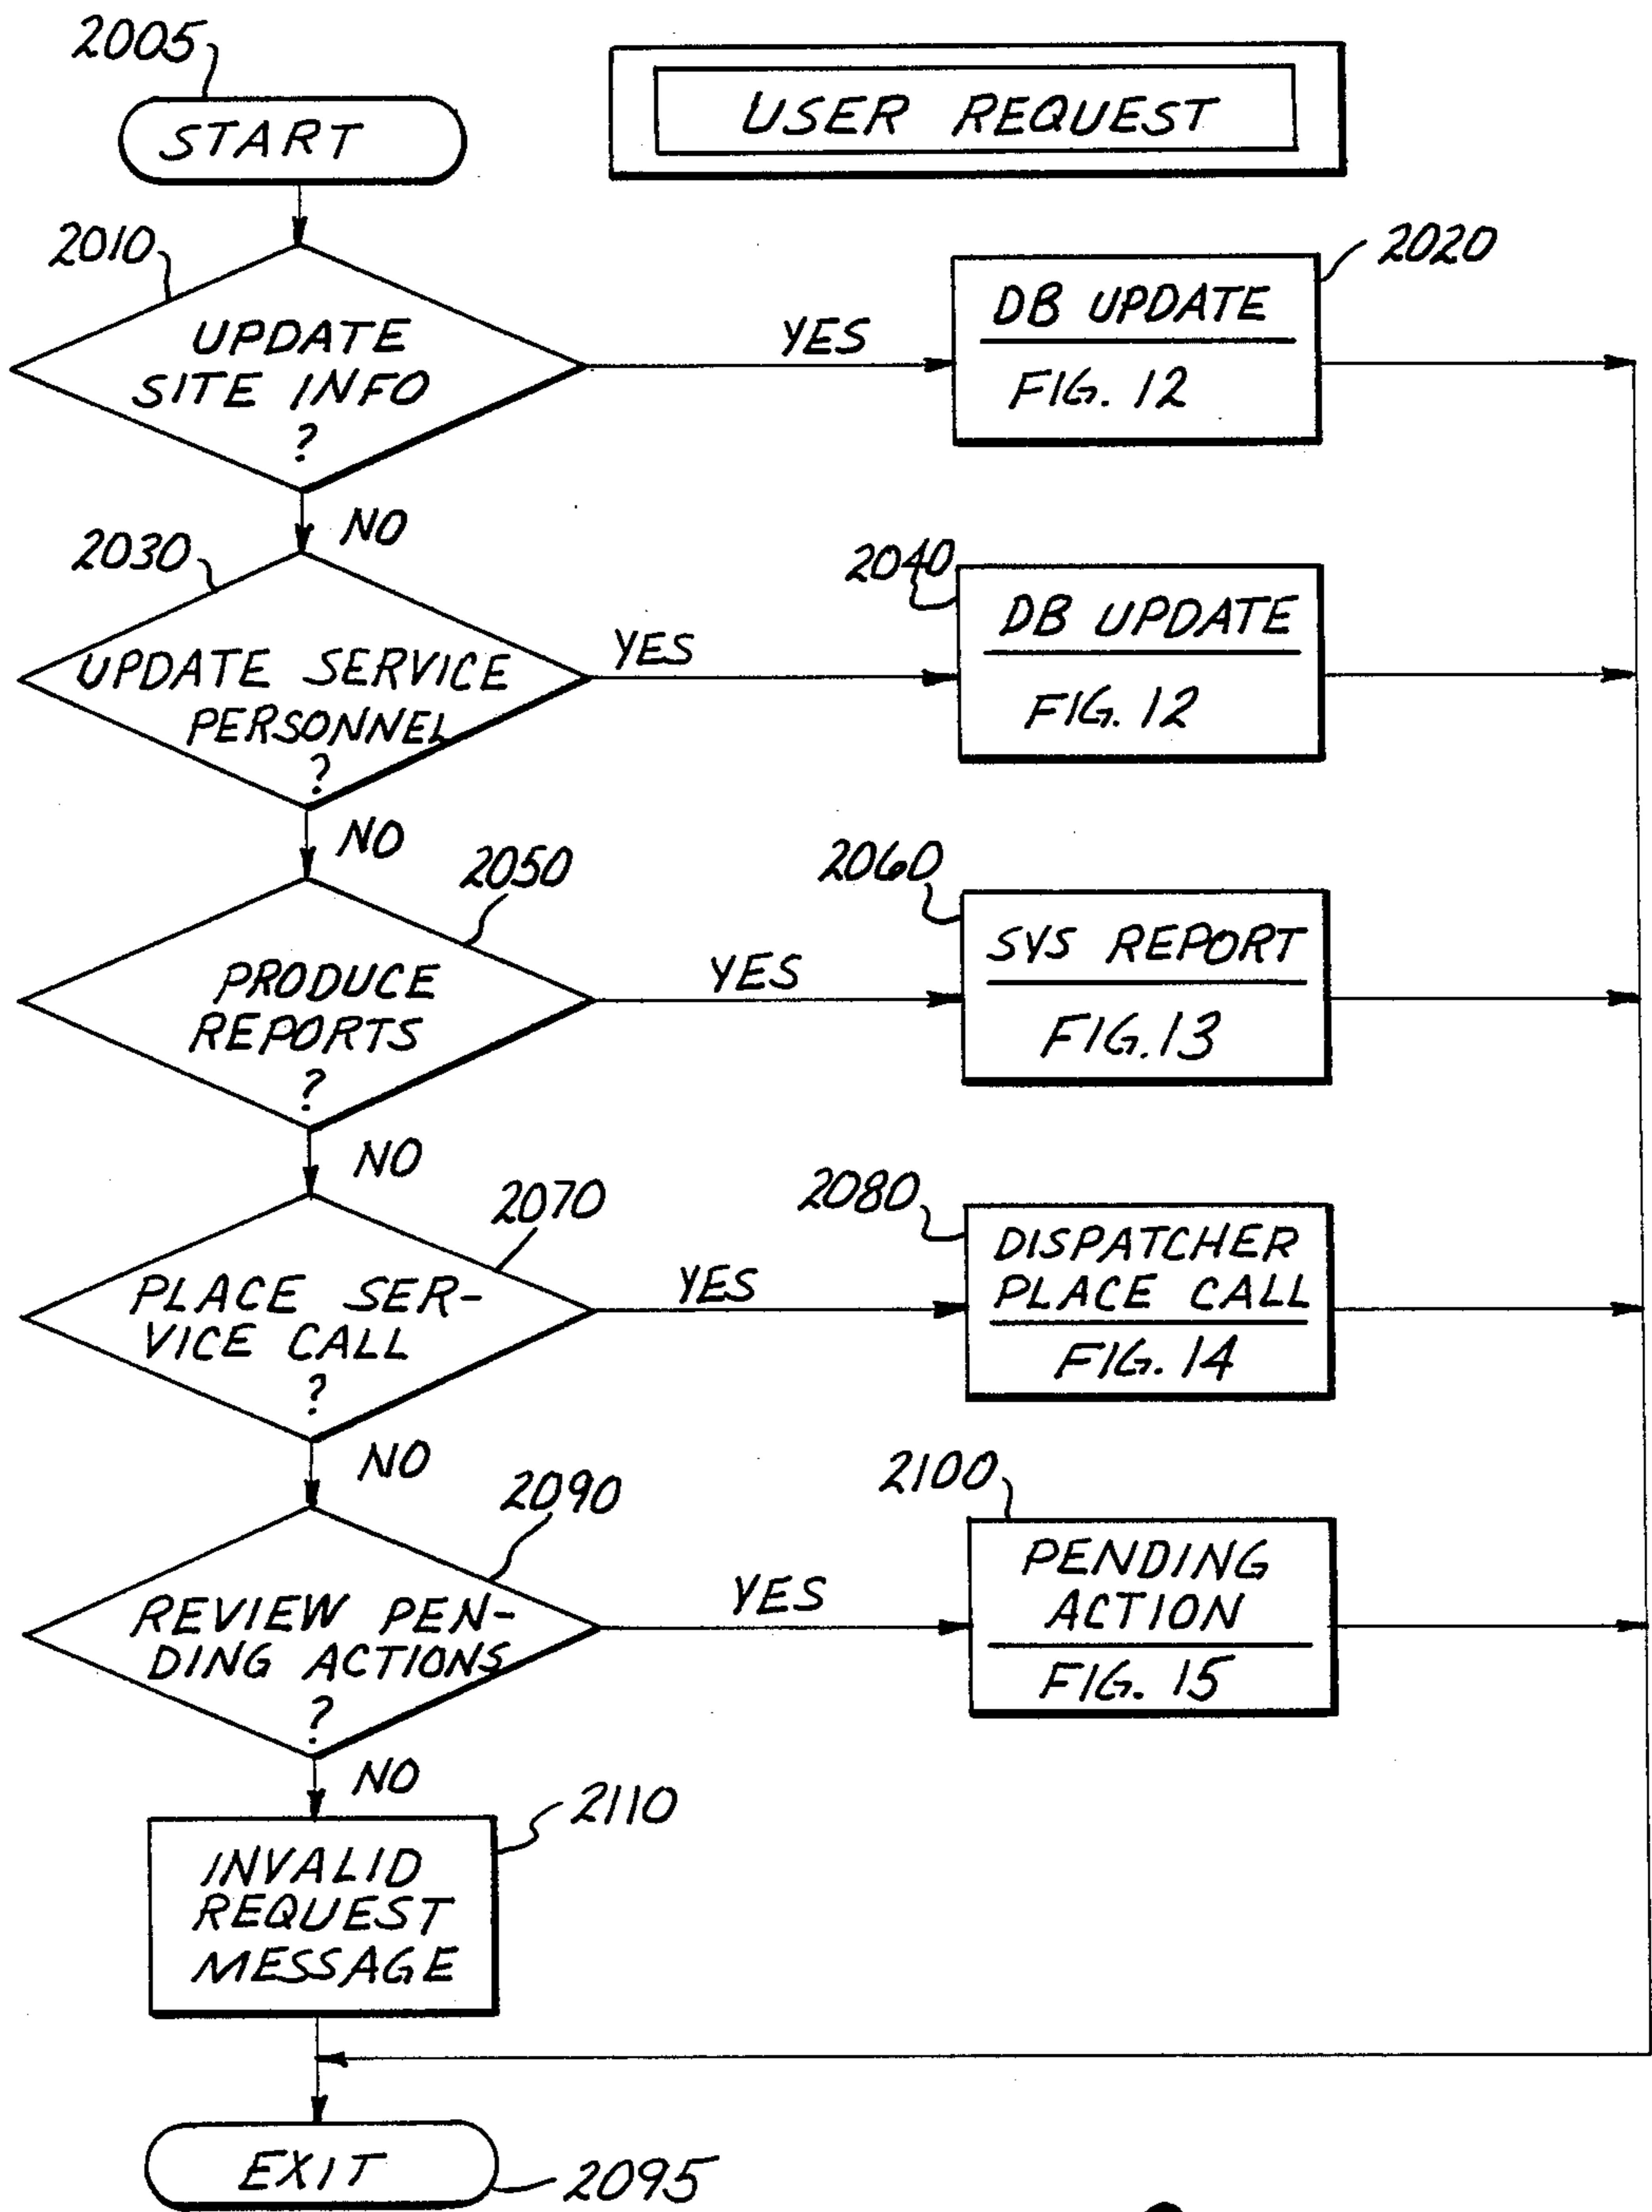 2005
START
USER REQUEST
2010
UPDATE
SITE INFO
?
YES
2020
DB UPDATE
FIG. 12
NO
2030
UPDATE SERVICE
PERSONNEL
?
YES
2040
DB UPDATE
FIG. 12
NO
2050
PRODUCE
REPORTS
?
YES
2060
SYS REPORT
FIG. 13
NO
2070
PLACE SER-
VICE CALL
?
YES
2080
DISPATCHER
PLACE CALL
FIG. 14
NO
2090
REVIEW PEN-
DING ACTIONS
?
YES
2100
PENDING
ACTION
FIG. 15
NO
2110
INVALID
REQUEST
MESSAGE
EXIT
2095